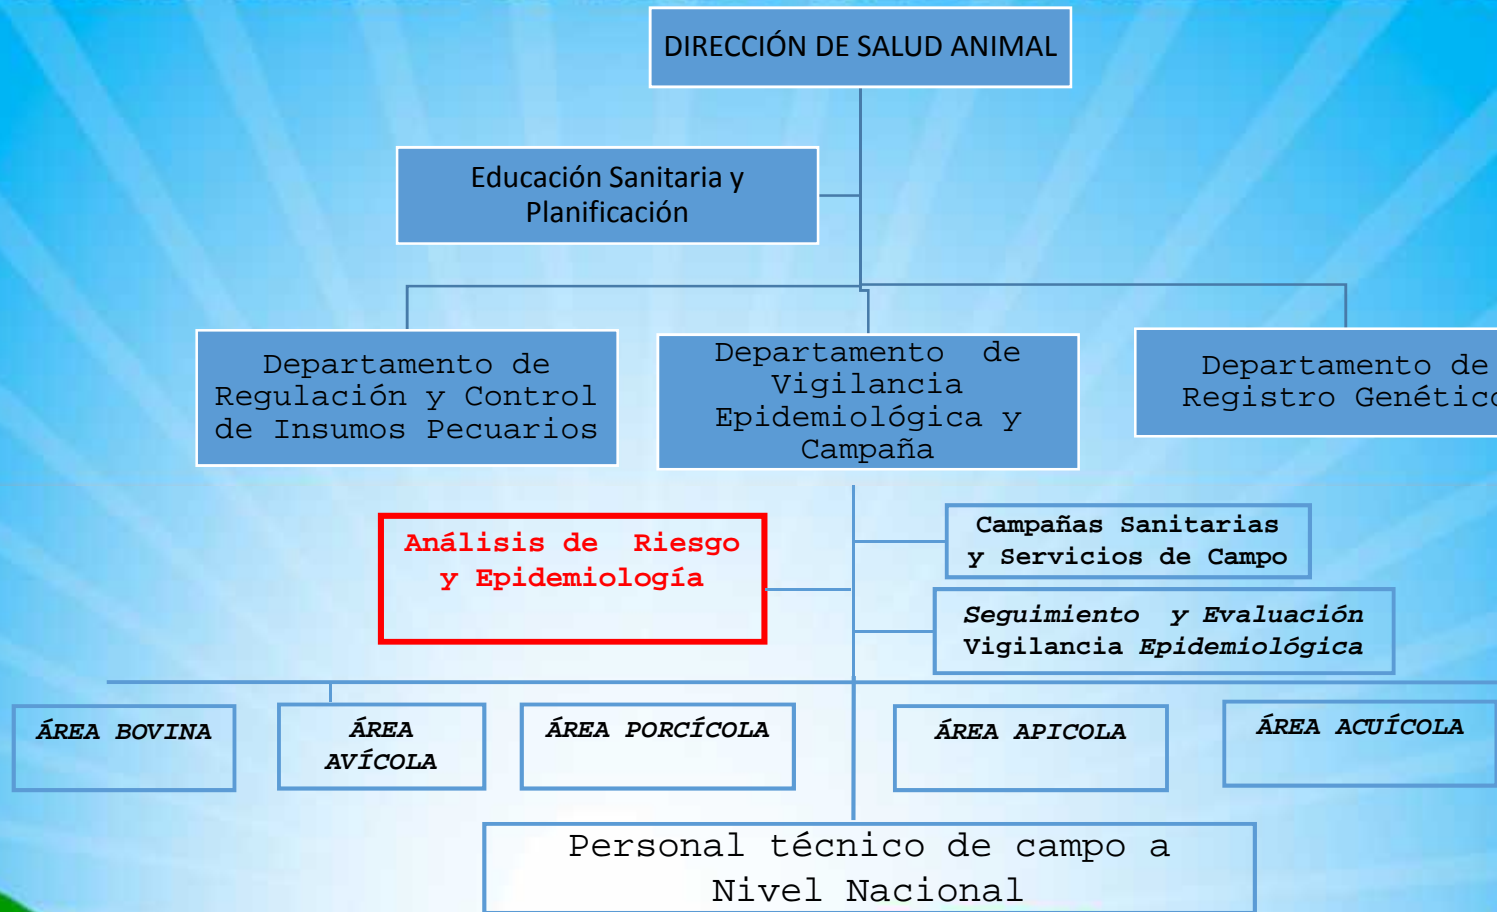 DIRECCIÓN DE SALUD ANIMAL
Educación Sanitaria y
Planificación
Departamento de
Regulación y Control
de Insumos Pecuarios
Departamento de
Vigilancia
Epidemiológica y
Campaña
Departamento de
Registro Genético
Análisis de Riesgo
y Epidemiología
Campañas Sanitarias
y Servicios de Campo
Seguimiento y Evaluación
Vigilancia Epidemiológica
ÁREA BOVINA
ÁREA
AVÍCOLA
ÁREA PORCÍCOLA
ÁREA APICOLA
ÁREA ACUÍCOLA
Personal técnico de campo a
Nivel Nacional